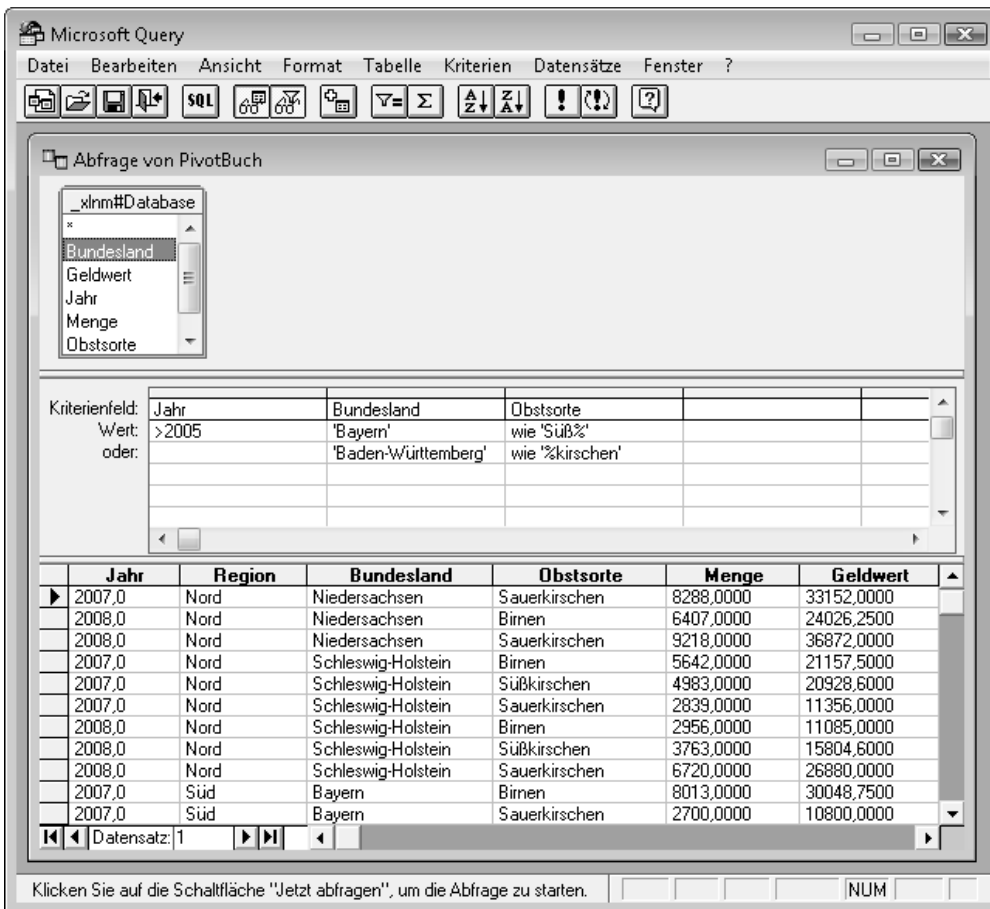 Microsoft Query
Datei Bearbeiten Ansicht Format Tabelle Kriterien Datensätze Fenster ?
SQL
Abfrage von PivotBuch
_xlnm#Database
*
Bundesland
Geldwert
Jahr
Menge
Obstsorte
Kriterienfeld: Jahr Bundesland Obstsorte
Wert: >2005 'Bayern' wie 'Süß%'
oder: 'Baden-Württemberg' wie '%kirschen'
Jahr Region Bundesland Obstsorte Menge Geldwert
2007,0 Nord Niedersachsen Sauerkirschen 8288,0000 33152,0000
2008,0 Nord Niedersachsen Birnen 6407,0000 24026,2500
2008,0 Nord Niedersachsen Sauerkirschen 9218,0000 36872,0000
2007,0 Nord Schleswig-Holstein Birnen 5642,0000 21157,5000
2007,0 Nord Schleswig-Holstein Süßkirschen 4983,0000 20928,6000
2007,0 Nord Schleswig-Holstein Sauerkirschen 2839,0000 11356,0000
2008,0 Nord Schleswig-Holstein Birnen 2956,0000 11085,0000
2008,0 Nord Schleswig-Holstein Süßkirschen 3763,0000 15804,6000
2008,0 Nord Schleswig-Holstein Sauerkirschen 6720,0000 26880,0000
2007,0 Süd Bayern Birnen 8013,0000 30048,7500
2007,0 Süd Bayern Sauerkirschen 2700,0000 10800,0000
Datensatz: 1
Klicken Sie auf die Schaltfläche "Jetzt abfragen", um die Abfrage zu starten. NUM